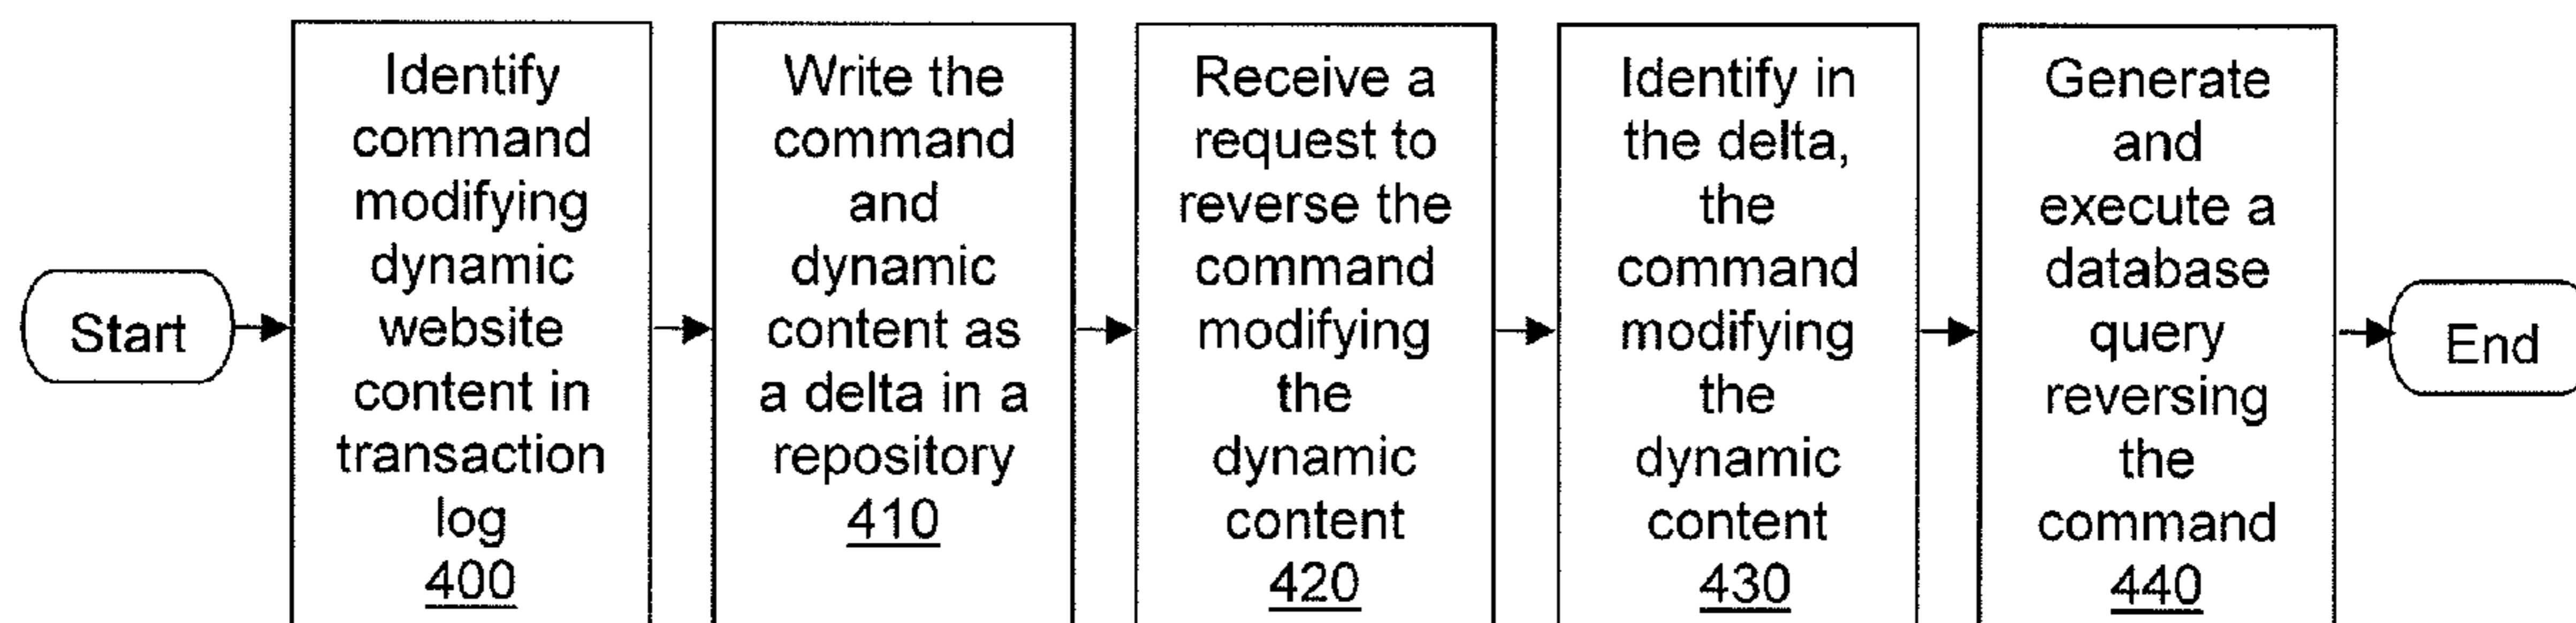 Start
Identify
command
modifying
dynamic
website
content in
transaction
log
400
Write the
command
and
dynamic
content as
a delta in a
repository
410
Receive a
request to
reverse the
command
modifying
the
dynamic
content
420
Identify in
the delta,
the
command
modifying
the
dynamic
content
430
Generate
and
execute a
database
query
reversing
the
command
440
End